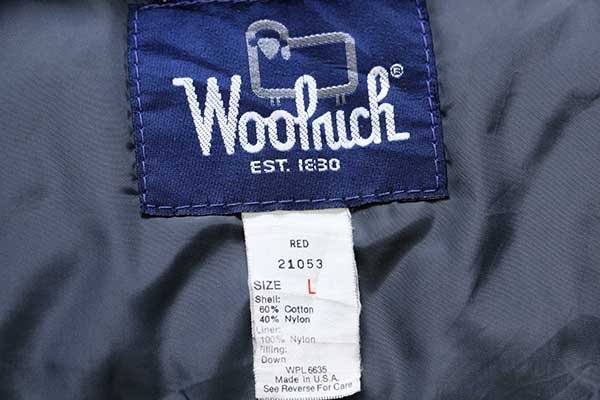 Woolrich®
EST. 1830
RED
21053
SIZE L
Shell:
60% Cotton
40% Nylon
Liner:
100% Nylon
Filling:
Down
WPL 6635
Made in U.S.A.
See Reverse For Care